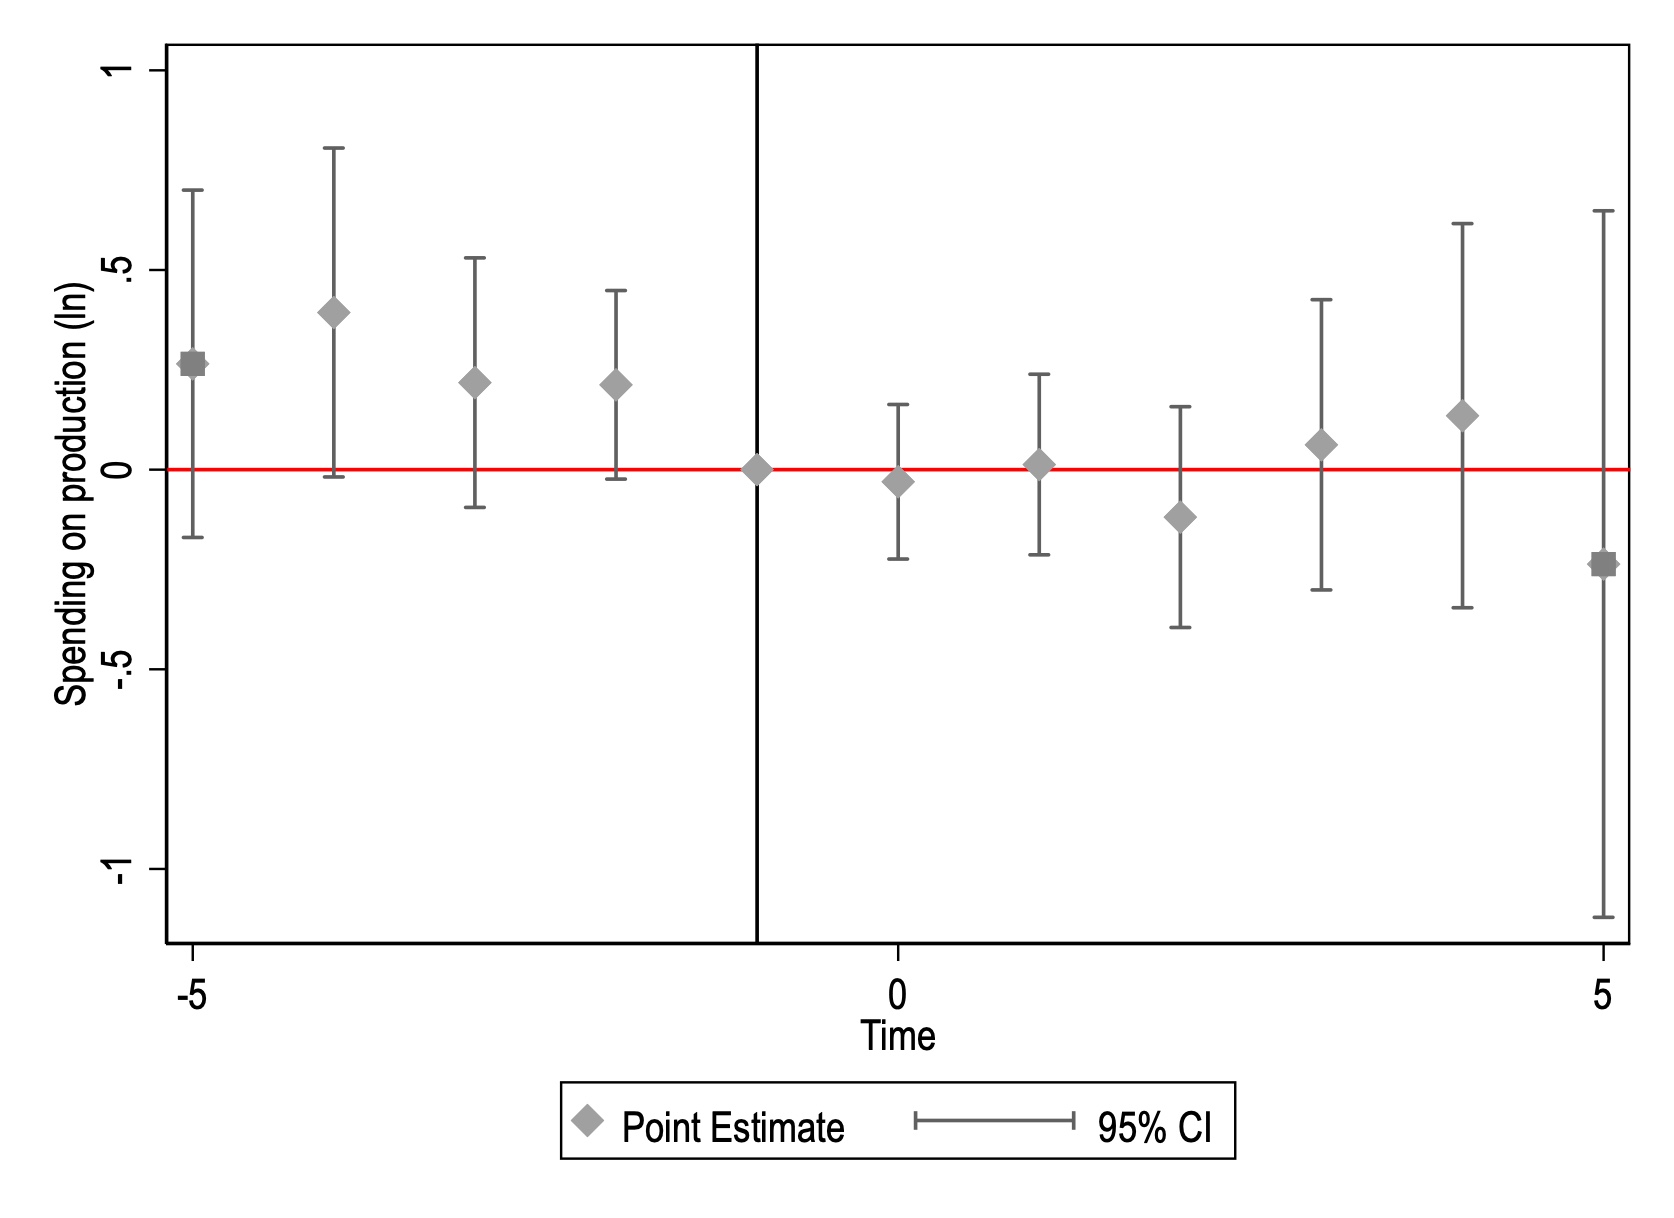 Spending on production (ln)
1
.5
0
-.5
-1
-5
0
5
Time
Point Estimate
95% CI